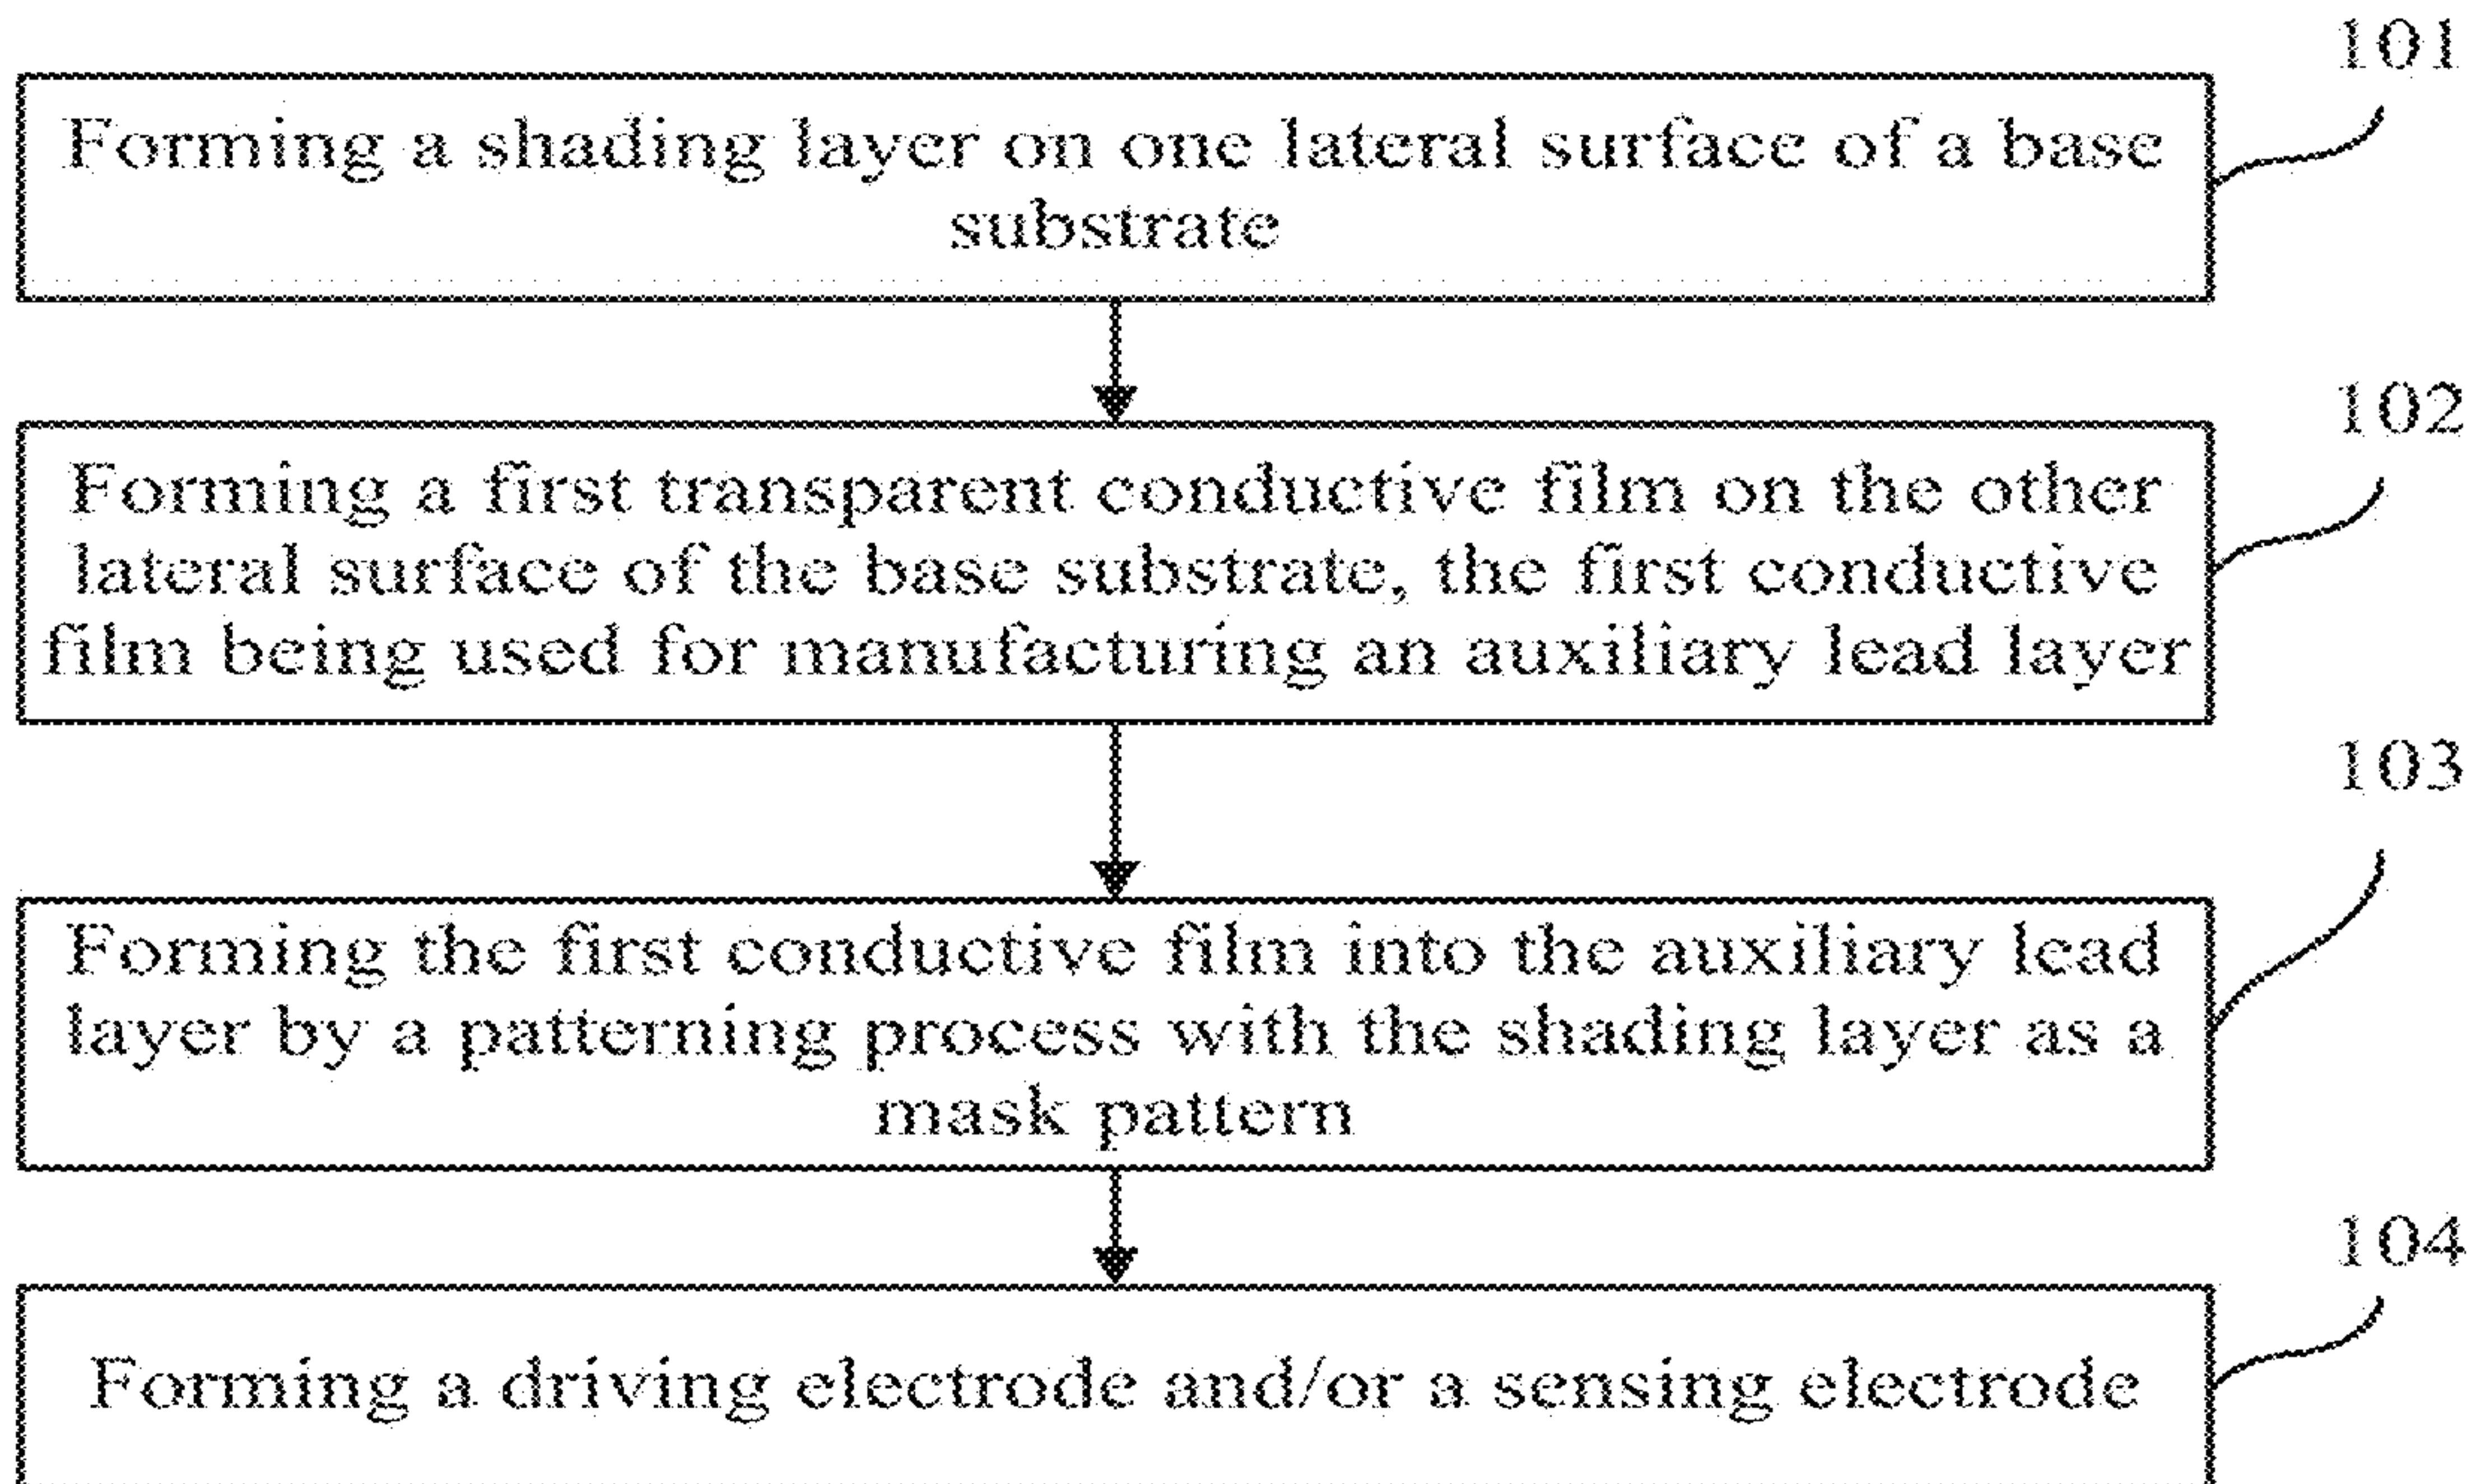 101
Forming a shading layer on one lateral surface of a base
substrate
102
Forming a first transparent conductive film on the other
lateral surface of the base substrate, the first conductive
film being used for manufacturing an auxiliary lead layer
103
Forming the first conductive film into the auxiliary lead
layer by a patterning process with the shading layer as a
mask pattern
104
Forming a driving electrode and/or a sensing electrode